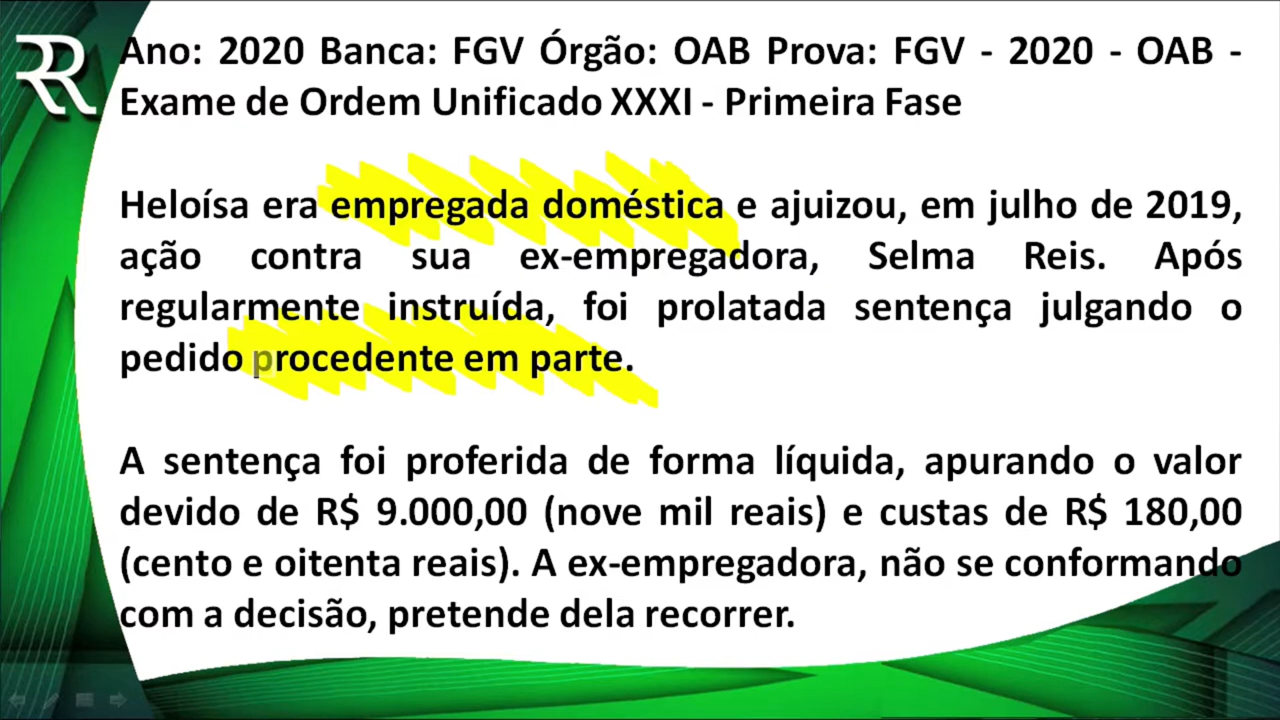 Ano: 2020 Banca: FGV Órgão: OAB Prova: FGV - 2020 - OAB -
Exame de Ordem Unificado XXXI - Primeira Fase
Heloísa era empregada doméstica e ajuizou, em julho de 2019,
ação contra sua ex-empregadora, Selma Reis. Após
regularmente instruída, foi prolatada sentença julgando o
pedido procedente em parte.
A sentença foi proferida de forma líquida, apurando o valor
devido de R$ 9.000,00 (nove mil reais) e custas de R$ 180,00
(cento e oitenta reais). A ex-empregadora, não se conformando
com a decisão, pretende dela recorrer.